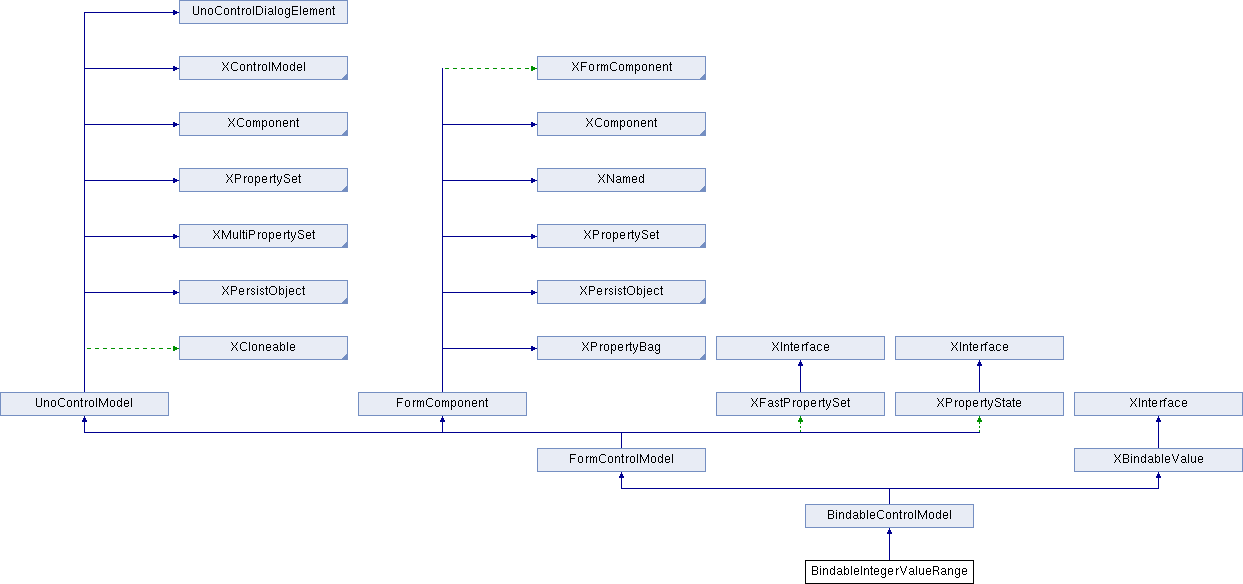 UnoControlDialogElement
XControlModel
XFormComponent
XComponent
XComponent
XPropertySet
XNamed
XMultiPropertySet
XPropertySet
XPersistObject
XPersistObject
XCloneable
XPropertyBag
XInterface
XInterface
UnoControlModel
FormComponent
XFastPropertySet
XPropertyState
XInterface
FormControlModel
XBindableValue
BindableControlModel
BindableIntegerValueRange